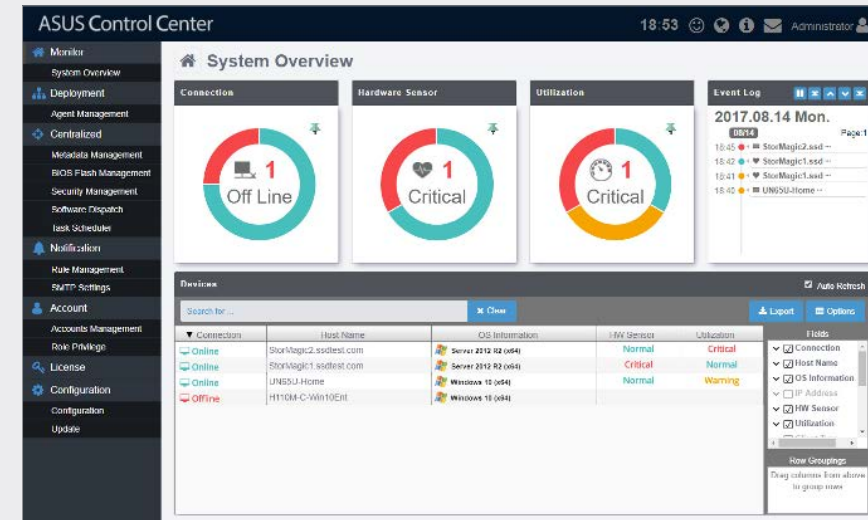 ASUS Control Center
18:53
Administrator
Monitor
System Overview
Deployment
Agent Management
Centralized
Metadata Management
BIOS Flash Management
Security Management
Software Dispatch
Task Scheduler
Notification
Rule Management
SMTP Settings
Account
Accounts Management
Role Privilege
License
Configuration
Configuration
Update
System Overview
Connection
1
Off Line
Hardware Sensor
1
Critical
Utilization
1
Critical
Event Log
2017.08.14 Mon.
08/14 Page:1
18:45 StorMagic2.ssd --
18:42 StorMagic1.ssd --
18:41 StorMagic1.ssd --
18:40 UN65U-Home --
Devices
Auto Refresh
Search for ...
Clear
Export
Options
Connection Host Name OS Information HW Sensor Utilization
Online StorMagic2.ssdtest.com Server 2012 R2 (x64) Normal Critical
Online StorMagic1.ssdtest.com Server 2012 R2 (x64) Critical Normal
Online UN65U-Home Windows 10 (x64) Normal Warning
Offline H110M-C-Win10Ent Windows 10 (x64)
Fields
Connection
Host Name
OS Information
IP Address
HW Sensor
Utilization
Row Groupings
Drag columns from above
to group rows